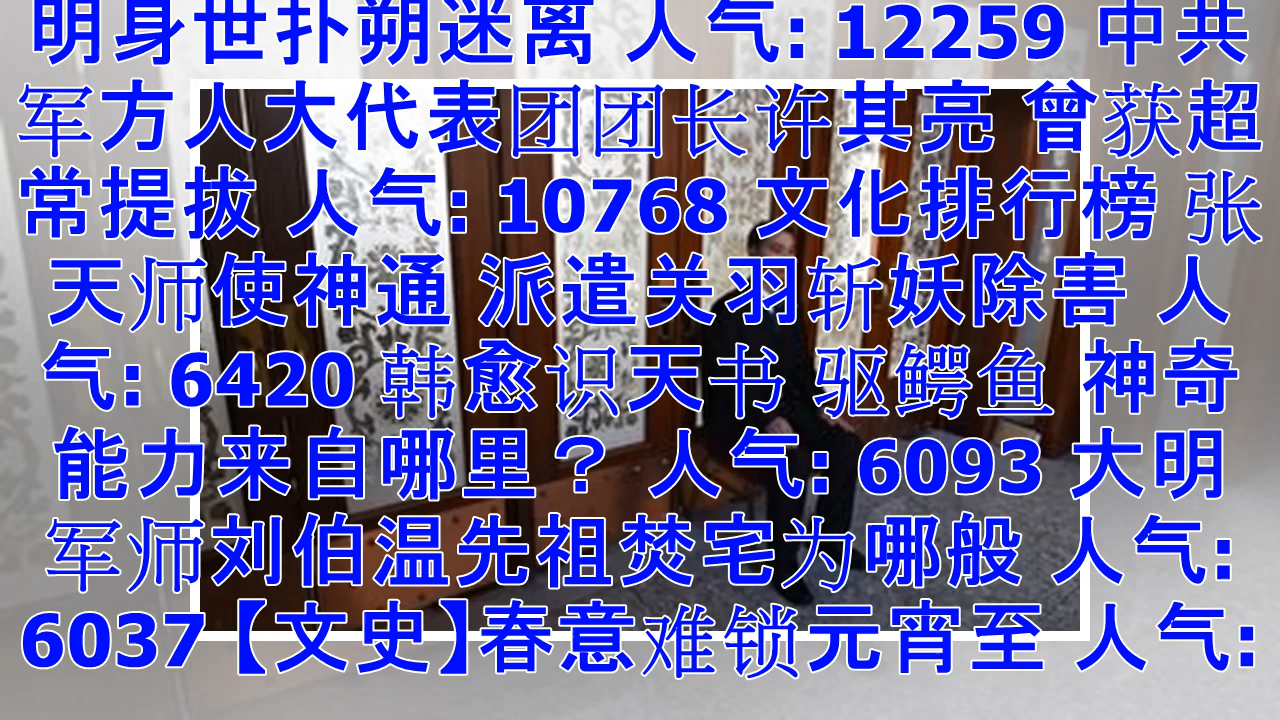 明身世扑朔迷离 人气: 12259 中共
军方人大代表团团长许其亮 曾获超
常提拔 人气: 10768 文化排行榜 张
天师使神通 派遣关羽斩妖除害 人
气: 6420 韩愈识天书 驱鳄鱼 神奇
能力来自哪里？ 人气: 6093 大明
军师刘伯温先祖焚宅为哪般 人气:
6037【文史】春意难锁元宵至 人气: